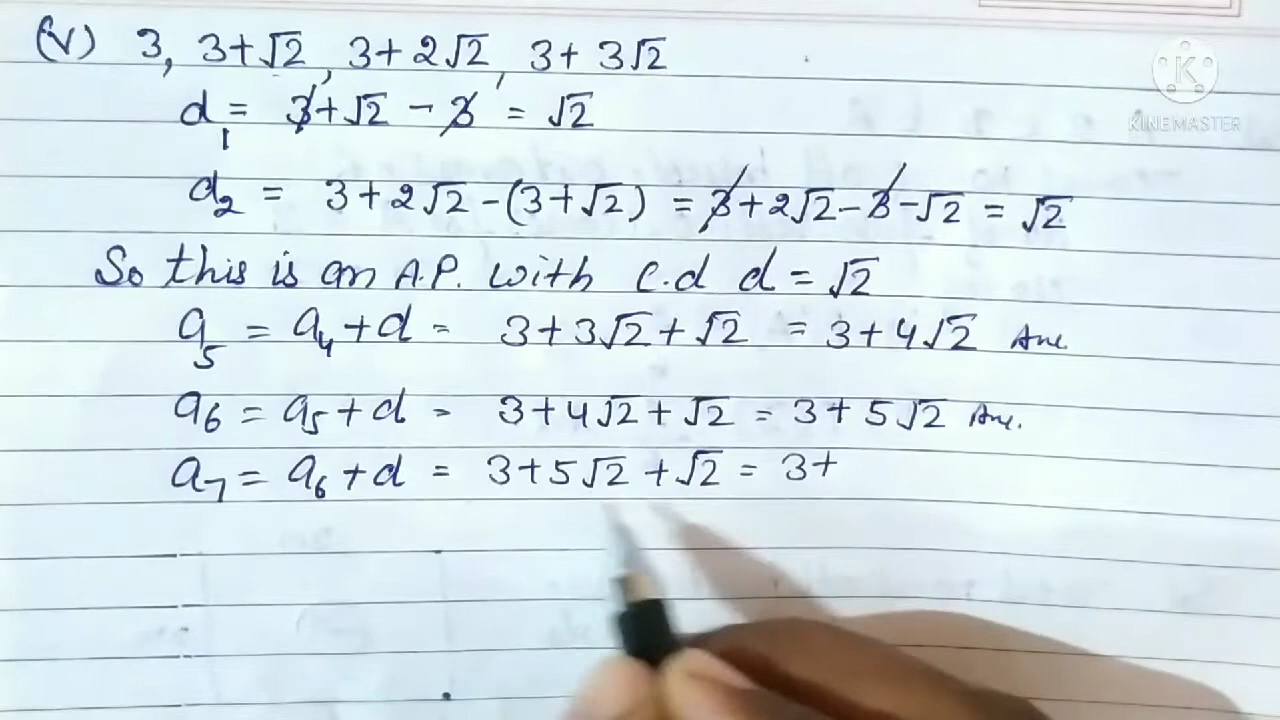 (V) 3, 3+√2, 3+2√2, 3+3√2
K
KINEMASTER
d1 = 3+√2 - 3 = √2
d2 = 3+2√2-(3+√2) = 3+2√2-3-√2 = √2
So this is an A.P. with C.d d=√2
a5 = a4+d = 3+3√2+√2 = 3+4√2 Ans
a6 = a5+d = 3+4√2+√2 = 3+5√2 Ans.
a7 = a6+d = 3+5√2+√2 = 3+